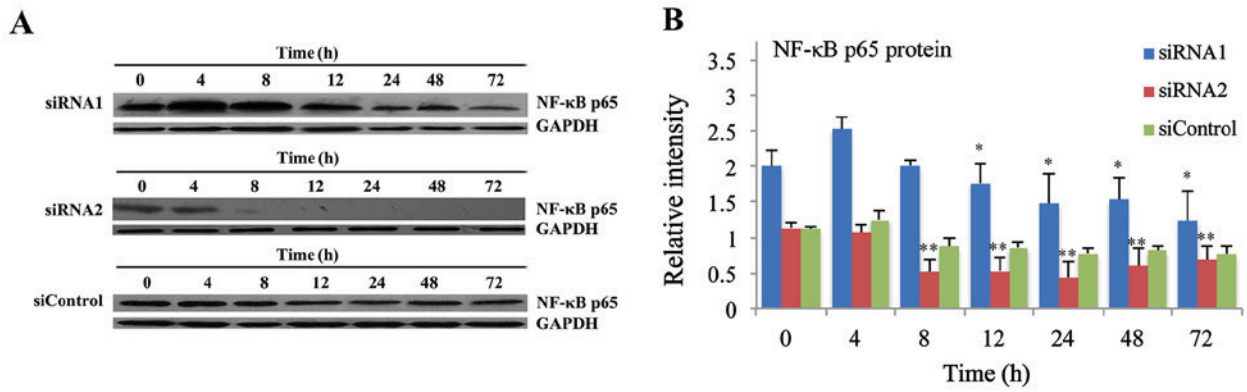 A
Time (h)
0 4 8 12 24 48 72
siRNA1 NF-κB p65
GAPDH
Time (h)
0 4 8 12 24 48 72
siRNA2 NF-κB p65
GAPDH
Time (h)
0 4 8 12 24 48 72
siControl NF-κB p65
GAPDH
B
NF-κB p65 protein
siRNA1
siRNA2
siControl
Relative intensity
3.5
3
2.5
2
1.5
1
0.5
0
* * * *
** ** ** ** **
0 4 8 12 24 48 72
Time (h)